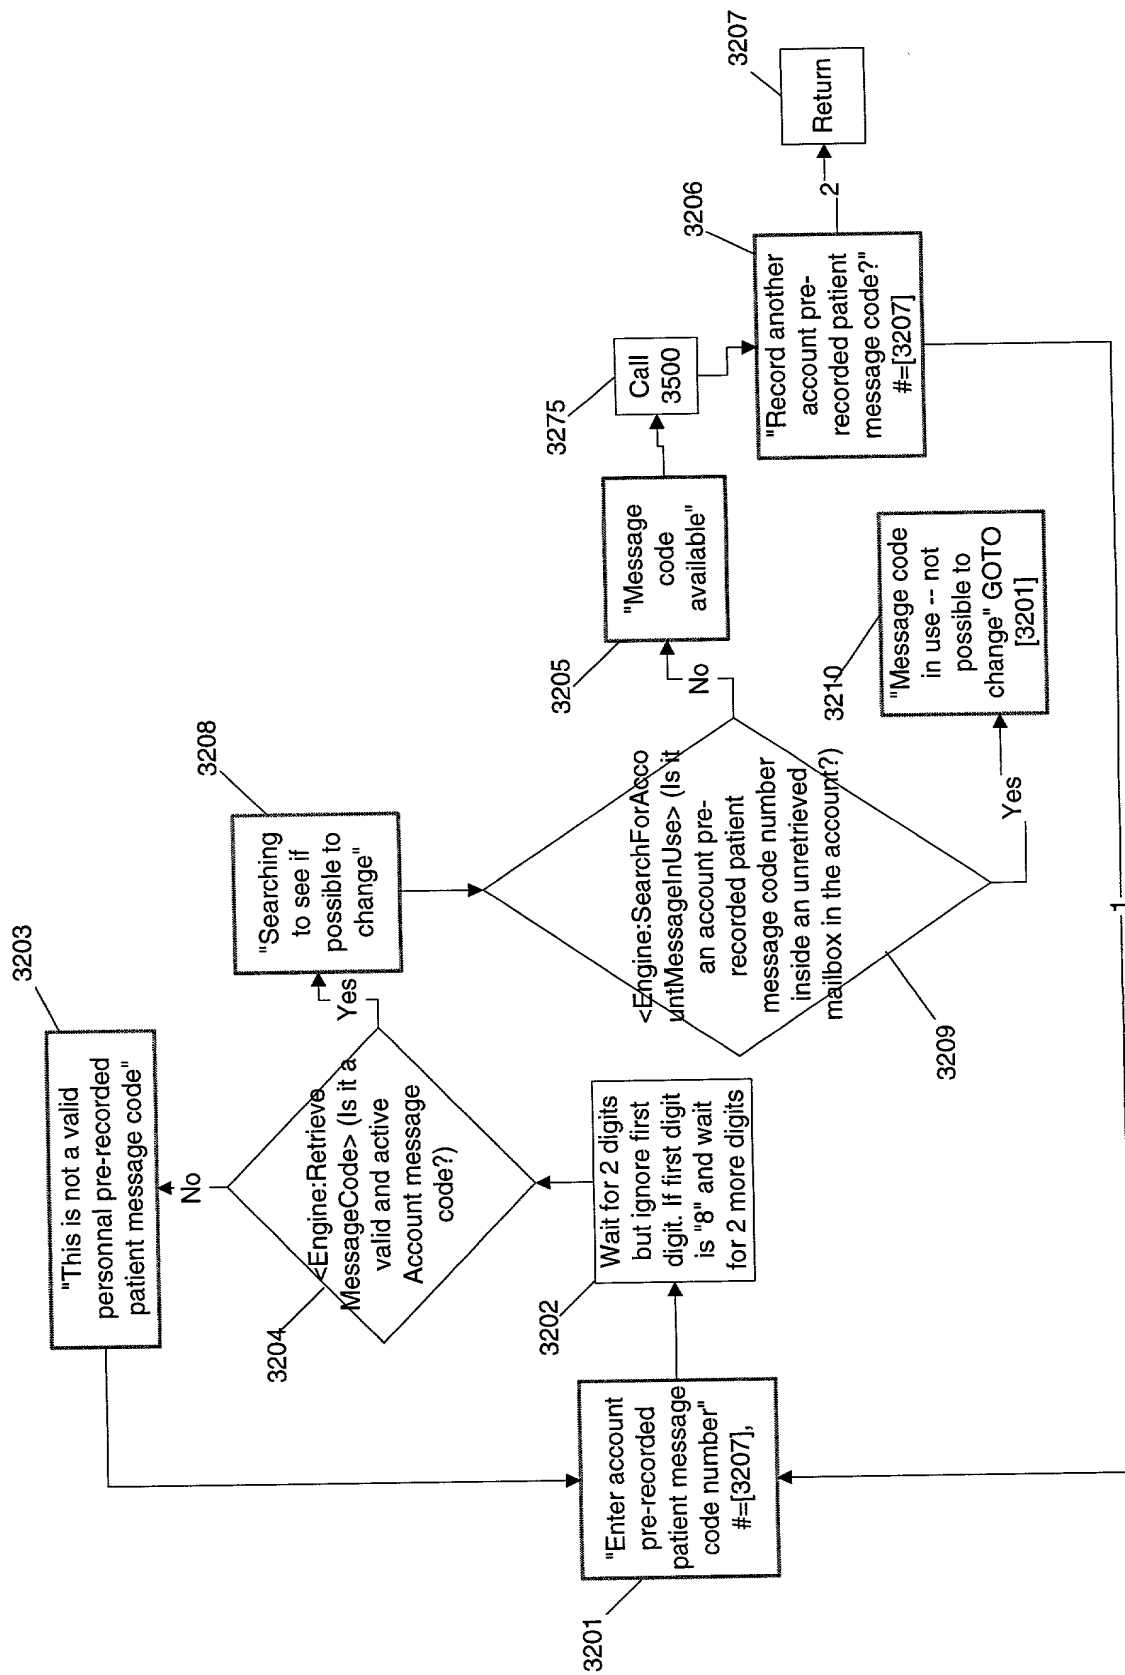 3203
"This is not a valid
personnal pre-recorded
patient message code"
No
3204
<Engine:Retrieve
MessageCode> (Is it a
valid and active
Account message
code?)
Yes
3208
"Searching
to see if
possible to
change"
3201
"Enter account
pre-recorded
patient message
code number"
#=[3207],
3202
Wait for 2 digits
but ignore first
digit. If first digit
is "8" and wait
for 2 more digits
<Engine:SearchForAcco
untMessageInUse> (Is it
an account pre-
recorded patient
message code number
inside an unretrieved
mailbox in the account?)
3209
No
Yes
3205
"Message
code
available"
3210
"Message code
in use -- not
possible to
change" GOTO
[3201]
3275
Call
3500
3206
"Record another
account pre-
recorded patient
message code?"
#=[3207]
2
3207
Return
1